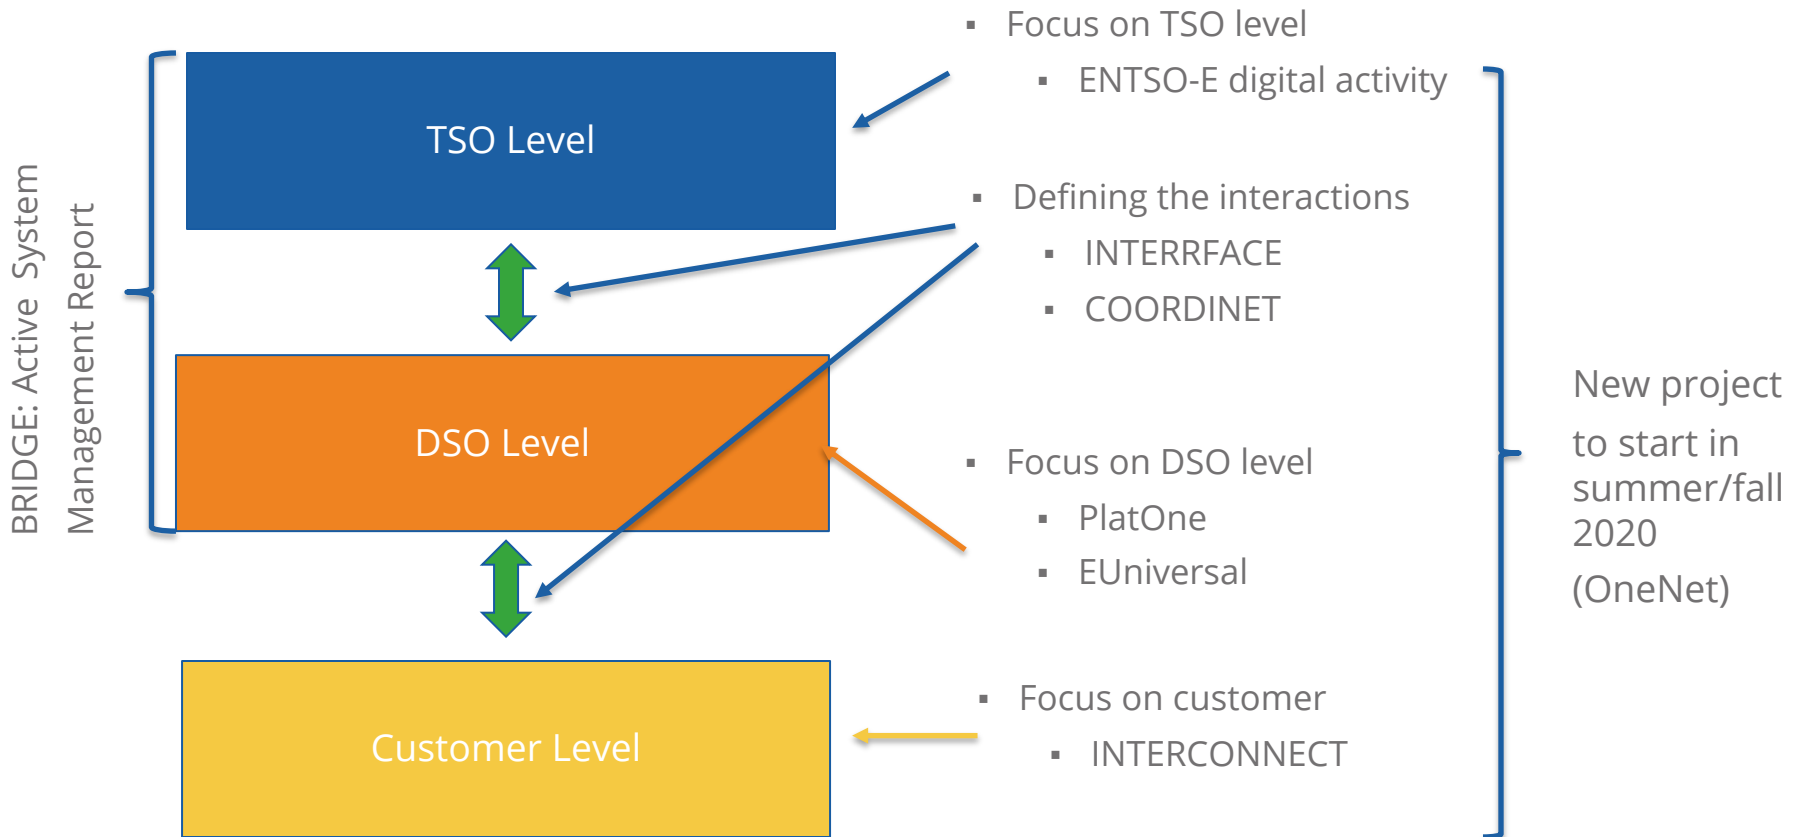 BRIDGE: Active System
Management Report
TSO Level
DSO Level
Customer Level
▪ Focus on TSO level
▪ ENTSO-E digital activity
▪ Defining the interactions
▪ INTERRFACE
▪ COORDINET
▪ Focus on DSO level
▪ PlatOne
▪ EUniversal
▪ Focus on customer
▪ INTERCONNECT
New project
to start in
summer/fall
2020
(OneNet)